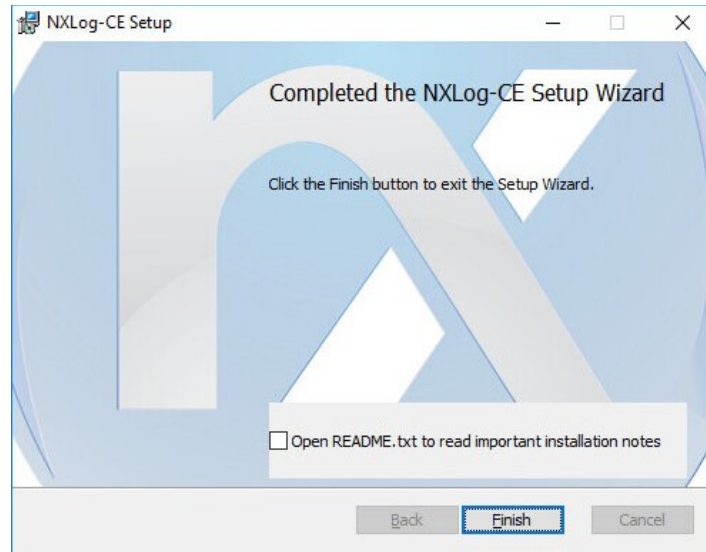 NXLog-CE Setup
Completed the NXLog-CE Setup Wizard
Click the Finish button to exit the Setup Wizard.
Open README.txt to read important installation notes
Back Finish Cancel